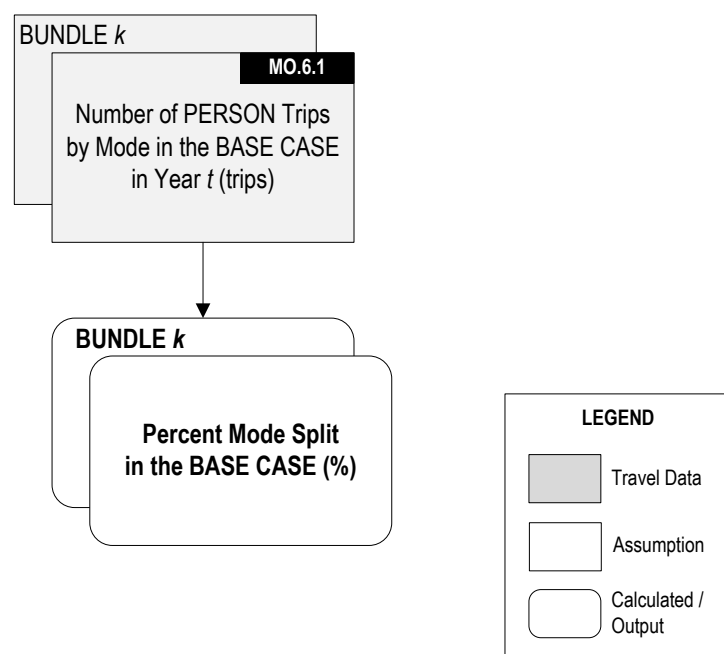 BUNDLE k
MO.6.1
Number of PERSON Trips
by Mode in the BASE CASE
in Year t (trips)
BUNDLE k
Percent Mode Split
in the BASE CASE (%)
LEGEND
Travel Data
Assumption
Calculated /
Output